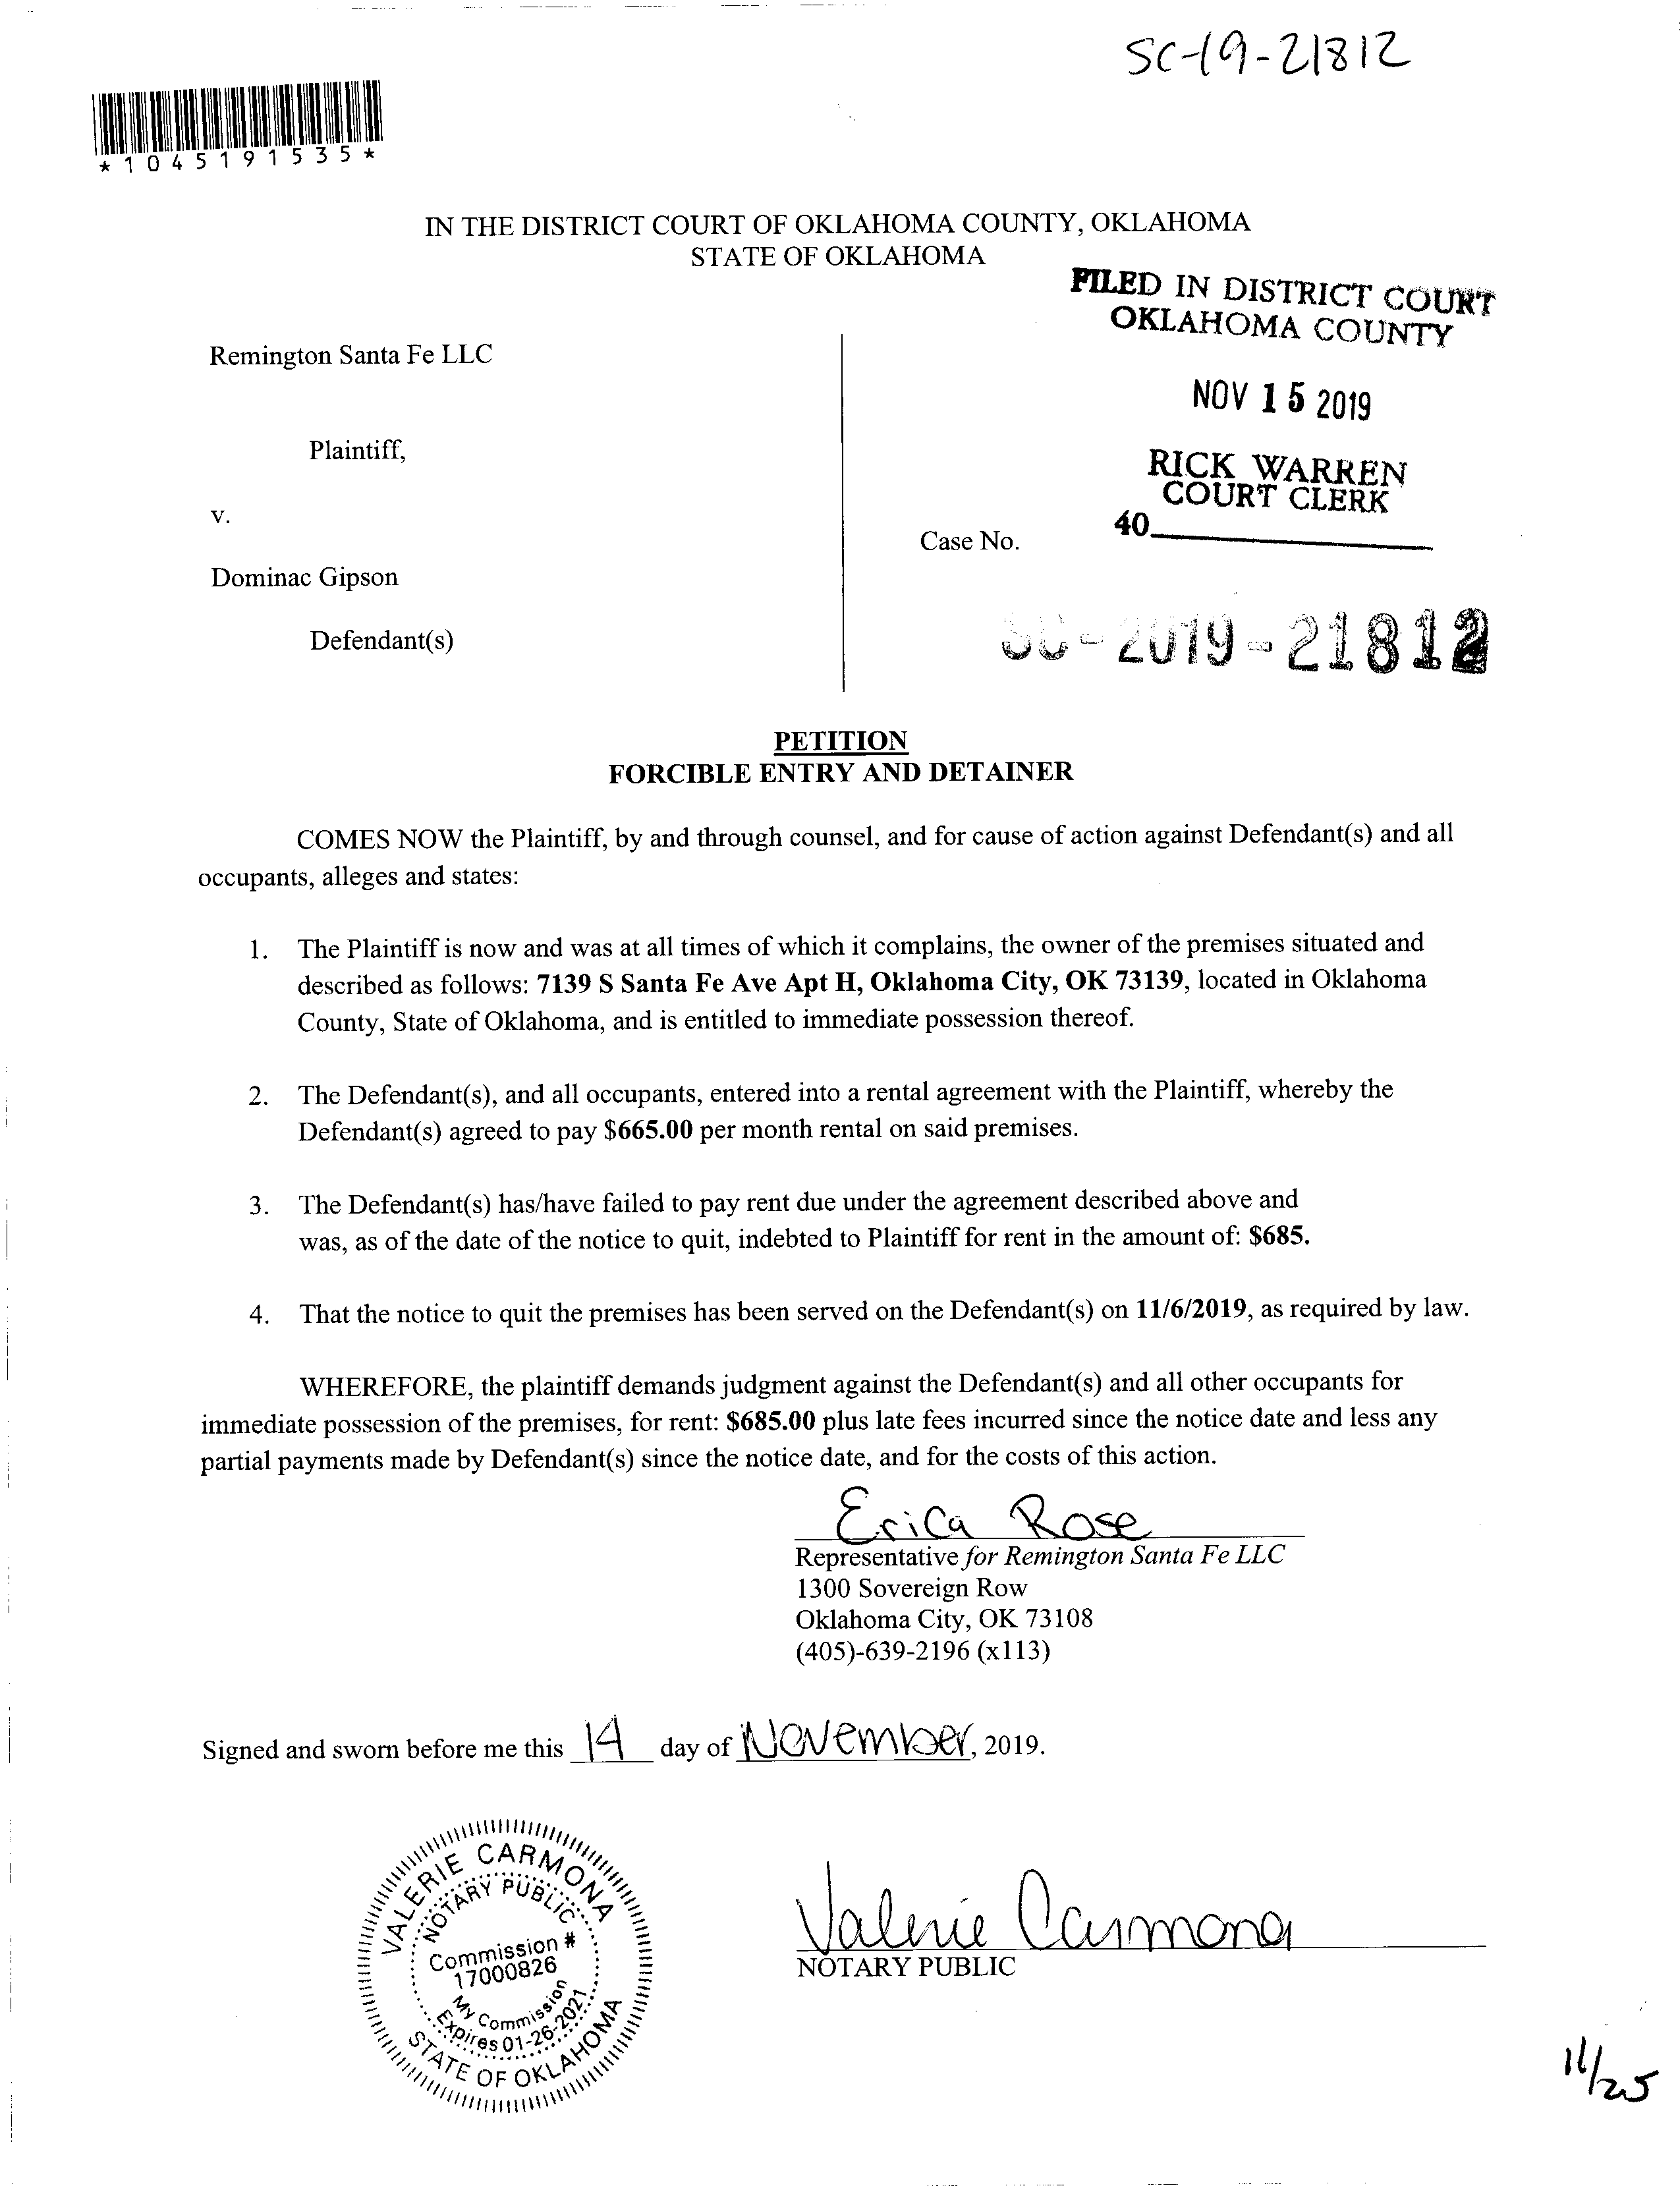 SC-19-21812
*1045191535*
IN THE DISTRICT COURT OF OKLAHOMA COUNTY, OKLAHOMA
STATE OF OKLAHOMA
FILED IN DISTRICT COURT
OKLAHOMA COUNTY
Remington Santa Fe LLC
NOV 15 2019
Plaintiff,
RICK WARREN
COURT CLERK
v.
40
Case No.
Dominac Gipson
Defendant(s)
SC-2019-21812
PETITION
FORCIBLE ENTRY AND DETAINER
COMES NOW the Plaintiff, by and through counsel, and for cause of action against Defendant(s) and all
occupants, alleges and states:
1. The Plaintiff is now and was at all times of which it complains, the owner of the premises situated and
described as follows: 7139 S Santa Fe Ave Apt H, Oklahoma City, OK 73139, located in Oklahoma
County, State of Oklahoma, and is entitled to immediate possession thereof.
2. The Defendant(s), and all occupants, entered into a rental agreement with the Plaintiff, whereby the
Defendant(s) agreed to pay $665.00 per month rental on said premises.
3. The Defendant(s) has/have failed to pay rent due under the agreement described above and
was, as of the date of the notice to quit, indebted to Plaintiff for rent in the amount of: $685.
4. That the notice to quit the premises has been served on the Defendant(s) on 11/6/2019, as required by law.
WHEREFORE, the plaintiff demands judgment against the Defendant(s) and all other occupants for
immediate possession of the premises, for rent: $685.00 plus late fees incurred since the notice date and less any
partial payments made by Defendant(s) since the notice date, and for the costs of this action.
Erica Rose
Representative for Remington Santa Fe LLC
1300 Sovereign Row
Oklahoma City, OK 73108
(405)-639-2196 (x113)
Signed and sworn before me this 14 day of November, 2019.
VALERIE CARMONA
NOTARY PUBLIC
Commission #
17000826
My Commission
Expires 01-26-2021
STATE OF OKLAHOMA
Valerie Carmona
NOTARY PUBLIC
11/25